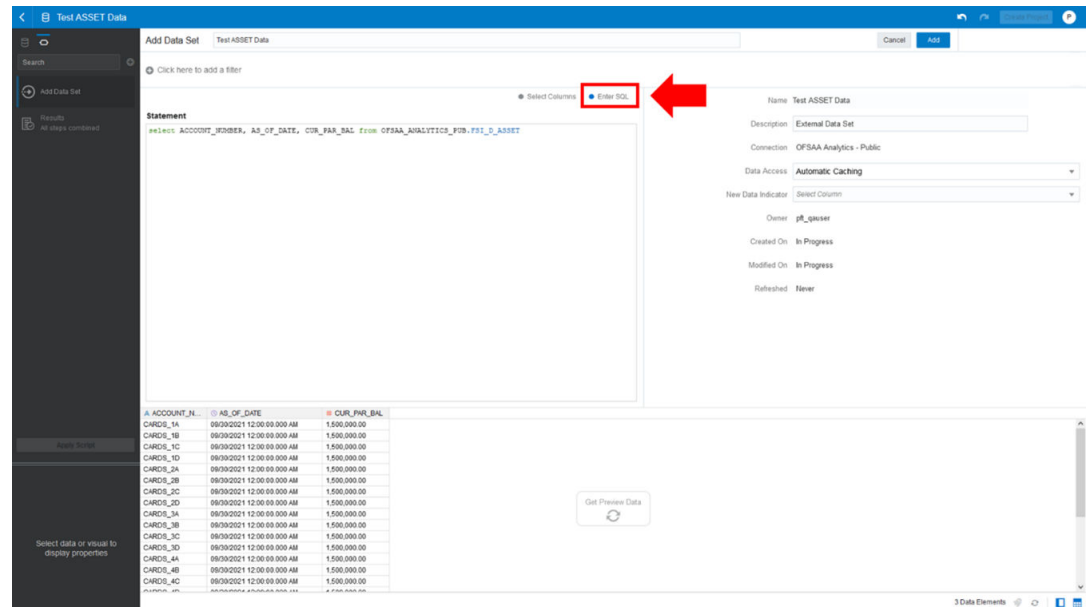 Test ASSET Data
Create Project
P
Add Data Set
Test ASSET Data
Cancel
Add
Search
Click here to add a filter
Add Data Set
Results
All steps combined
Select Columns
Enter SQL
Statement
select ACCOUNT_NUMBER, AS_OF_DATE, CUR_PAR_BAL from OFSAA_ANALYTICS_PUB.FSI_D_ASSET
Name Test ASSET Data
Description External Data Set
Connection OFSAA Analytics - Public
Data Access Automatic Caching
New Data Indicator Select Column
Owner pft_qauser
Created On In Progress
Modified On In Progress
Refreshed Never
Apply Script
Select data or visual to
display properties
A ACCOUNT_N... AS_OF_DATE # CUR_PAR_BAL
CARDS_1A 09/30/2021 12:00:00.000 AM 1,500,000.00
CARDS_1B 09/30/2021 12:00:00.000 AM 1,500,000.00
CARDS_1C 09/30/2021 12:00:00.000 AM 1,500,000.00
CARDS_1D 09/30/2021 12:00:00.000 AM 1,500,000.00
CARDS_2A 09/30/2021 12:00:00.000 AM 1,500,000.00
CARDS_2B 09/30/2021 12:00:00.000 AM 1,500,000.00
CARDS_2C 09/30/2021 12:00:00.000 AM 1,500,000.00
CARDS_2D 09/30/2021 12:00:00.000 AM 1,500,000.00
CARDS_3A 09/30/2021 12:00:00.000 AM 1,500,000.00
CARDS_3B 09/30/2021 12:00:00.000 AM 1,500,000.00
CARDS_3C 09/30/2021 12:00:00.000 AM 1,500,000.00
CARDS_3D 09/30/2021 12:00:00.000 AM 1,500,000.00
CARDS_4A 09/30/2021 12:00:00.000 AM 1,500,000.00
CARDS_4B 09/30/2021 12:00:00.000 AM 1,500,000.00
CARDS_4C 09/30/2021 12:00:00.000 AM 1,500,000.00
Get Preview Data
3 Data Elements